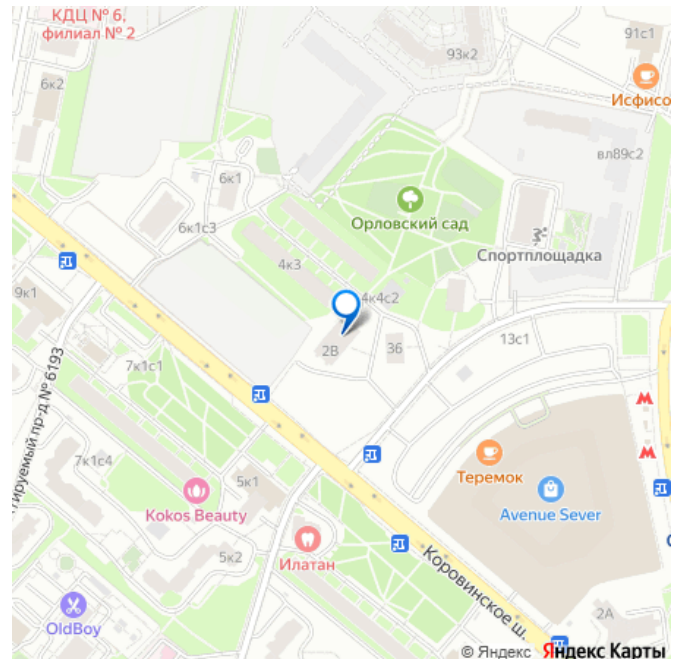 КДЦ № 6,
филиал № 2
93к2
91с1
6к2
Исфисо
вл89с2
6к1
Орловский сад
6к1с3
Спортплощадка
4к3
4к4с2
9к1
2В
36
13с1
7к1с1
тируемый пр-д № 6193
Теремок
7к1с4
5к1
Kokos Beauty
Avenue Sever
5к2
Илатан
Коровинское ш.
OldBoy
2А
© Яндекс Яндекс Карты